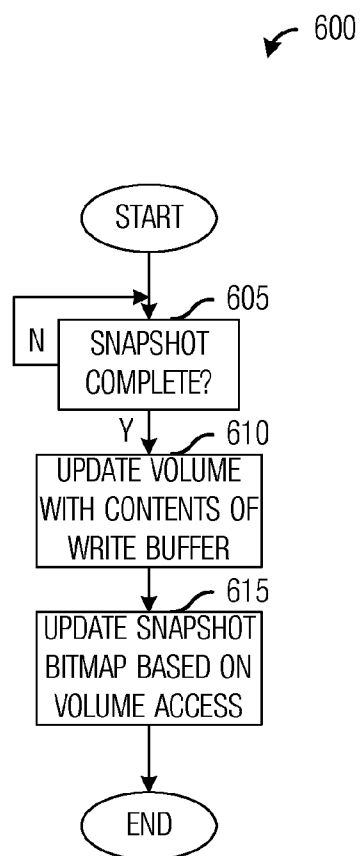 600
START
605
N
SNAPSHOT
COMPLETE?
Y
610
UPDATE VOLUME
WITH CONTENTS OF
WRITE BUFFER
615
UPDATE SNAPSHOT
BITMAP BASED ON
VOLUME ACCESS
END